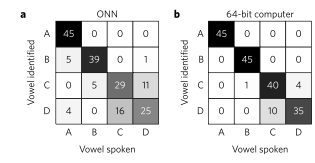 a ONN
Vowel identified
A 45 0 0 0
B 5 39 0 1
C 0 5 29 11
D 4 0 16 25
A B C D
Vowel spoken
b 64-bit computer
Vowel identified
A 45 0 0 0
B 0 45 0 0
C 0 1 40 4
D 0 0 10 35
A B C D
Vowel spoken